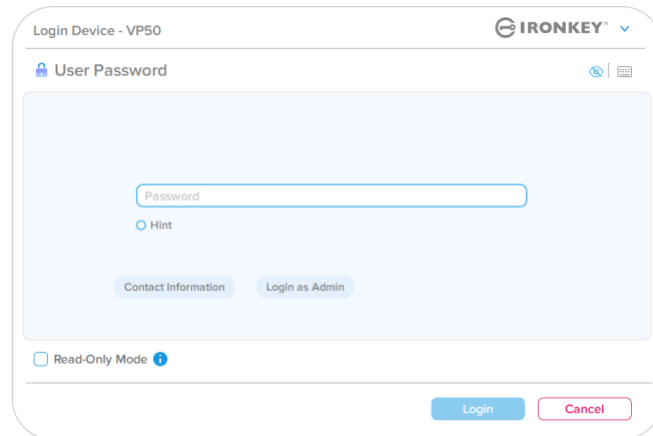 Login Device - VP50
IRONKEY™
User Password
Password
Hint
Contact Information
Login as Admin
Read-Only Mode
Login
Cancel